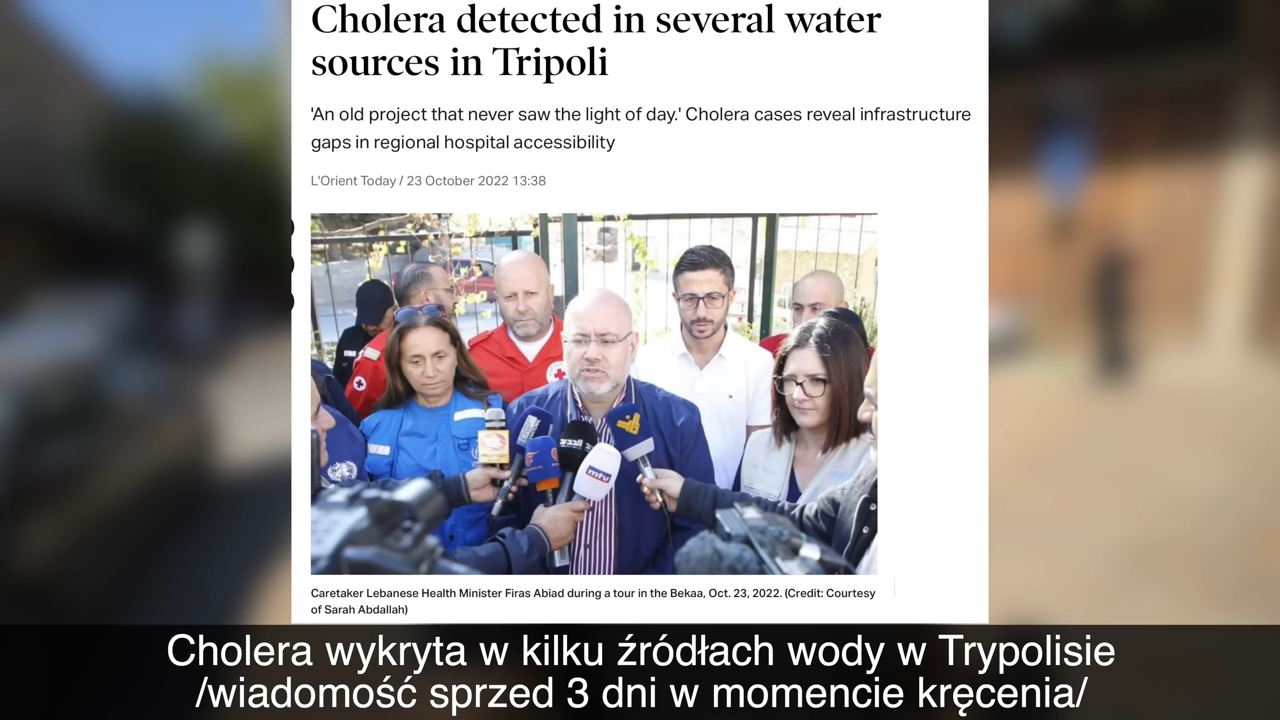 Cholera detected in several water
sources in Tripoli
'An old project that never saw the light of day.' Cholera cases reveal infrastructure
gaps in regional hospital accessibility
L'Orient Today / 23 October 2022 13:38
الجديد
mtv
Caretaker Lebanese Health Minister Firas Abiad during a tour in the Bekaa, Oct. 23, 2022. (Credit: Courtesy
of Sarah Abdallah)
Cholera wykryta w kilku źródłach wody w Trypolisie
/wiadomość sprzed 3 dni w momencie kręcenia/